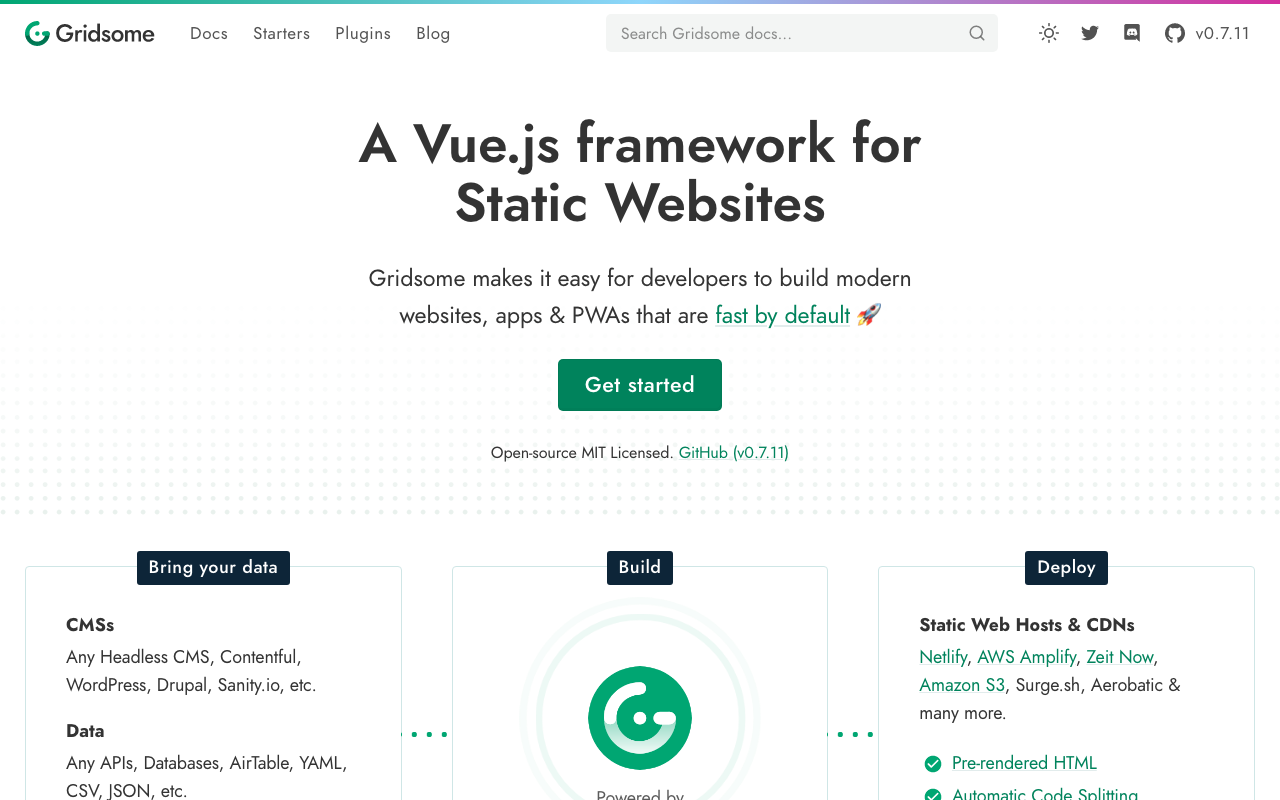 Gridsome
Docs
Starters
Plugins
Blog
Search Gridsome docs...
v0.7.11
A Vue.js framework for
Static Websites
Gridsome makes it easy for developers to build modern
websites, apps & PWAs that are fast by default 🚀
Get started
Open-source MIT Licensed. GitHub (v0.7.11)
Bring your data
CMSs
Any Headless CMS, Contentful,
WordPress, Drupal, Sanity.io, etc.
Data
Any APIs, Databases, AirTable, YAML,
CSV, JSON, etc.
Build
Powered by
Deploy
Static Web Hosts & CDNs
Netlify, AWS Amplify, Zeit Now,
Amazon S3, Surge.sh, Aerobatic &
many more.
Pre-rendered HTML
Automatic Code Splitting